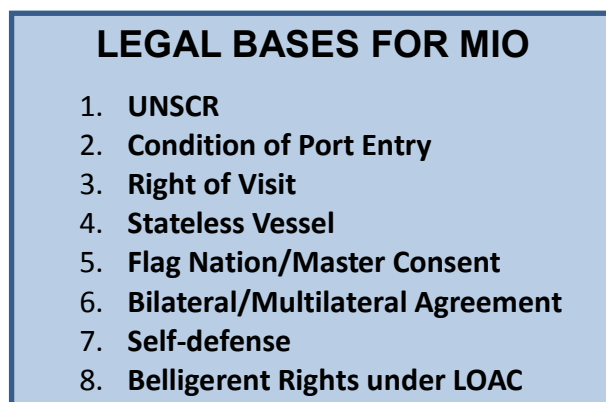 LEGAL BASES FOR MIO
1. UNSCR
2. Condition of Port Entry
3. Right of Visit
4. Stateless Vessel
5. Flag Nation/Master Consent
6. Bilateral/Multilateral Agreement
7. Self-defense
8. Belligerent Rights under LOAC